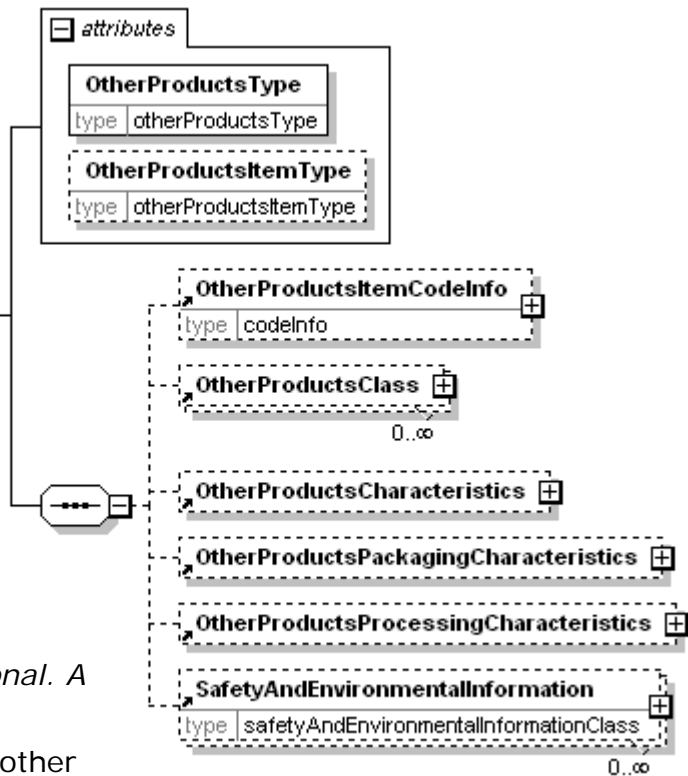 attributes
OtherProductsType
type otherProductsType
OtherProductsItemType
type otherProductsItemType
OtherProductsItemCodeInfo
type codeInfo
OtherProductsClass
0..∞
OtherProductsCharacteristics
OtherProductsPackagingCharacteristics
OtherProductsProcessingCharacteristics
SafetyAndEnvironmentalInformation
type safetyAndEnvironmentalInformationClass
0..∞
nal. A
other